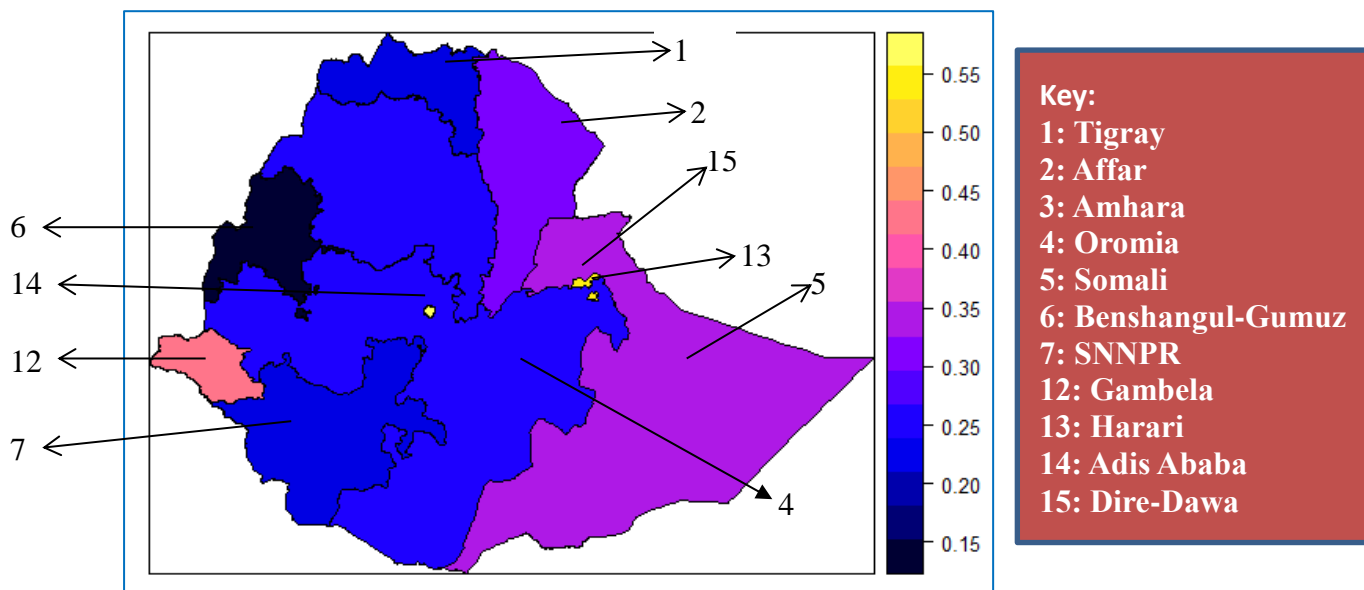 1
2
15
6
13
14
5
12
7
4
0.55
0.50
0.45
0.40
0.35
0.30
0.25
0.20
0.15
Key:
1: Tigray
2: Affar
3: Amhara
4: Oromia
5: Somali
6: Benshangul-Gumuz
7: SNNPR
12: Gambela
13: Harari
14: Adis Ababa
15: Dire-Dawa